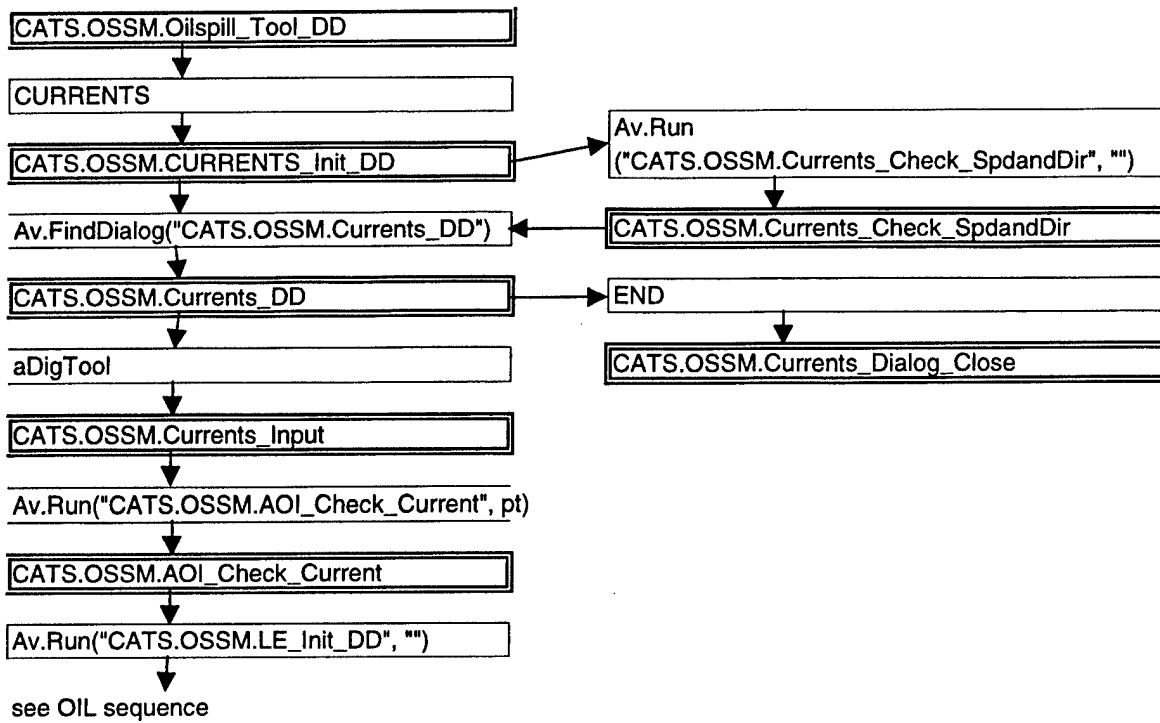 CATS.OSSM.Oilspill_Tool_DD
CURRENTS
CATS.OSSM.CURRENTS_Init_DD
Av.Run
("CATS.OSSM.Currents_Check_SpdandDir", "")
Av.FindDialog("CATS.OSSM.Currents_DD")
CATS.OSSM.Currents_Check_SpdandDir
CATS.OSSM.Currents_DD
END
aDigTool
CATS.OSSM.Currents_Dialog_Close
CATS.OSSM.Currents_Input
Av.Run("CATS.OSSM.AOI_Check_Current", pt)
CATS.OSSM.AOI_Check_Current
Av.Run("CATS.OSSM.LE_Init_DD", "")
see OIL sequence